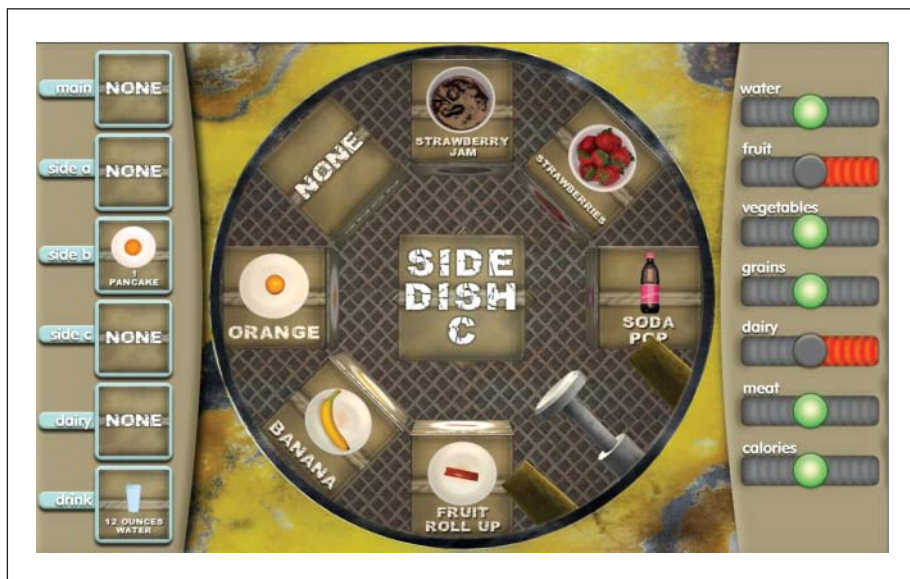 main
NONE
side a
NONE
side b
1
PANCAKE
side c
NONE
dairy
NONE
drink
12 OUNCES
WATER
STRAWBERRY
JAM
NONE
STRAWBERRIES
ORANGE
SIDE
DISH
C
SODA
POP
BANANA
FRUIT
ROLL UP
water
fruit
vegetables
grains
dairy
meat
calories